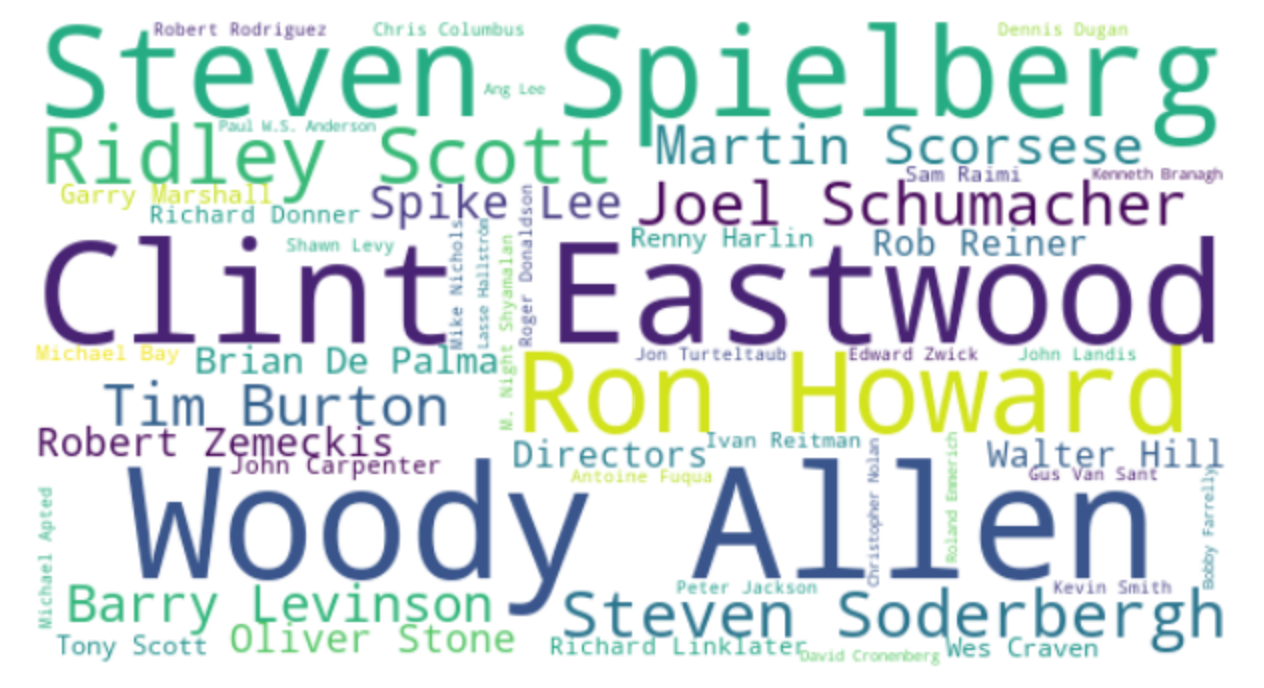 Robert Rodriguez
Chris Columbus
Dennis Dugan
Steven Spielberg
Ang Lee
Paul W.S. Anderson
Ridley Scott
Martin Scorsese
Sam Raimi
Kenneth Branagh
Garry Marshall
Spike Lee
Joel Schumacher
Richard Donner
Shawn Levy
Renny Harlin
Rob Reiner
Clint Eastwood
Mike Nichols
Lasse Hallström
M. Night Shyamalan
Roger Donaldson
Michael Bay
Brian De Palma
Jon Turteltaub
Edward Zwick
John Landis
Ron Howard
Tim Burton
Robert Zemeckis
John Carpenter
Directors
Ivan Reitman
Walter Hill
Antoine Fuqua
Gus Van Sant
Woody Allen
Christopher Nolan
Roland Emmerich
Bobby Farrelly
Michael Apted
Barry Levinson
Peter Jackson
Kevin Smith
Steven Soderbergh
Tony Scott
Oliver Stone
Richard Linklater
David Cronenberg
Wes Craven